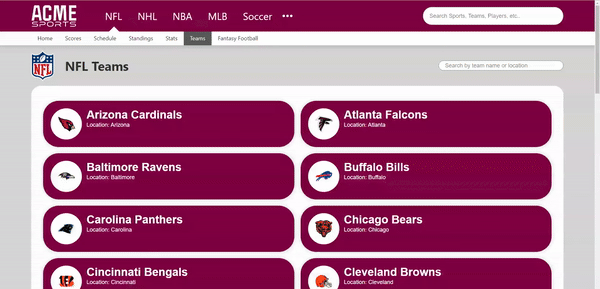 ACME SPORTS
NFL NHL NBA MLB Soccer •••
Search Sports, Teams, Players, etc..
Home Scores Schedule Standings Stats Teams Fantasy Football
NFL
NFL Teams
Search by team name or location
Arizona Cardinals
Location: Arizona
Atlanta Falcons
Location: Atlanta
Baltimore Ravens
Location: Baltimore
Buffalo Bills
Location: Buffalo
Carolina Panthers
Location: Carolina
Chicago Bears
Location: Chicago
Cincinnati Bengals
Location: Cincinnati
Cleveland Browns
Location: Cleveland